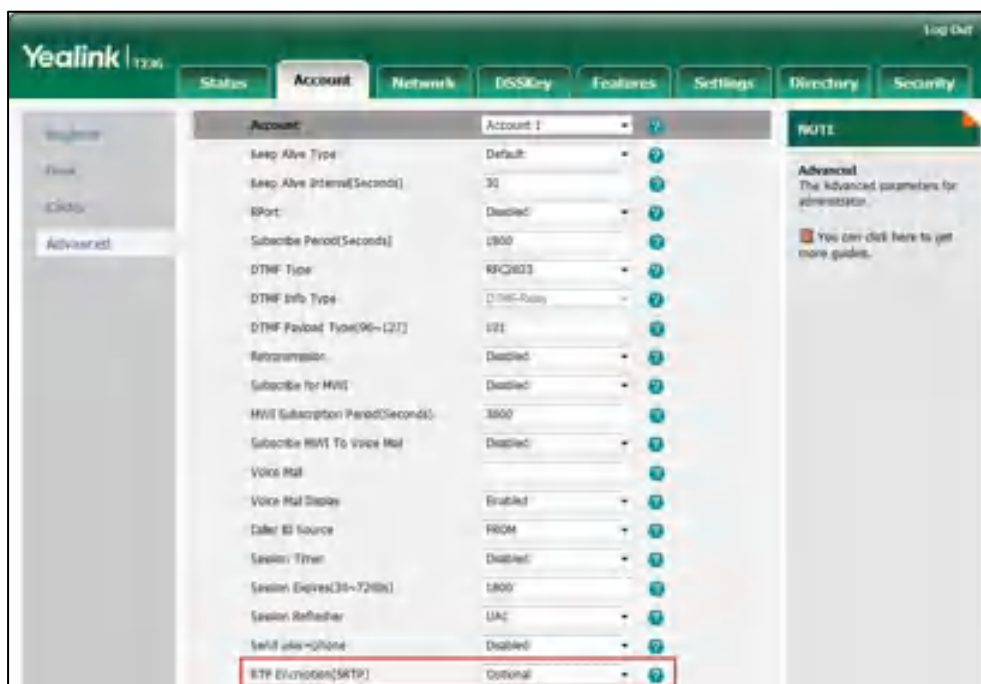 Log Out
Yealink
Status Account Network DSSKey Features Settings Directory Security
Register
Basic
Codec
Advanced
Account Account 1
Keep Alive Type Default
Keep Alive Interval(Seconds) 30
RPort Disabled
Subscribe Period(Seconds) 1800
DTMF Type RFC2833
DTMF Info Type DTMF-Relay
DTMF Payload Type(96~127) 101
Retransmission Disabled
Subscribe for MWI Disabled
MWI Subscription Period(Seconds) 3600
Subscribe MWI To Voice Mail Disabled
Voice Mail
Voice Mail Display Enabled
Caller ID Source FROM
Session Timer Disabled
Session Expires(30~7200s) 1800
Session Refresher UAC
Send user=phone Disabled
RTP Encryption(SRTP) Optional
NOTE
Advanced
The Advanced parameters for
administrator.
You can click here to get
more guides.